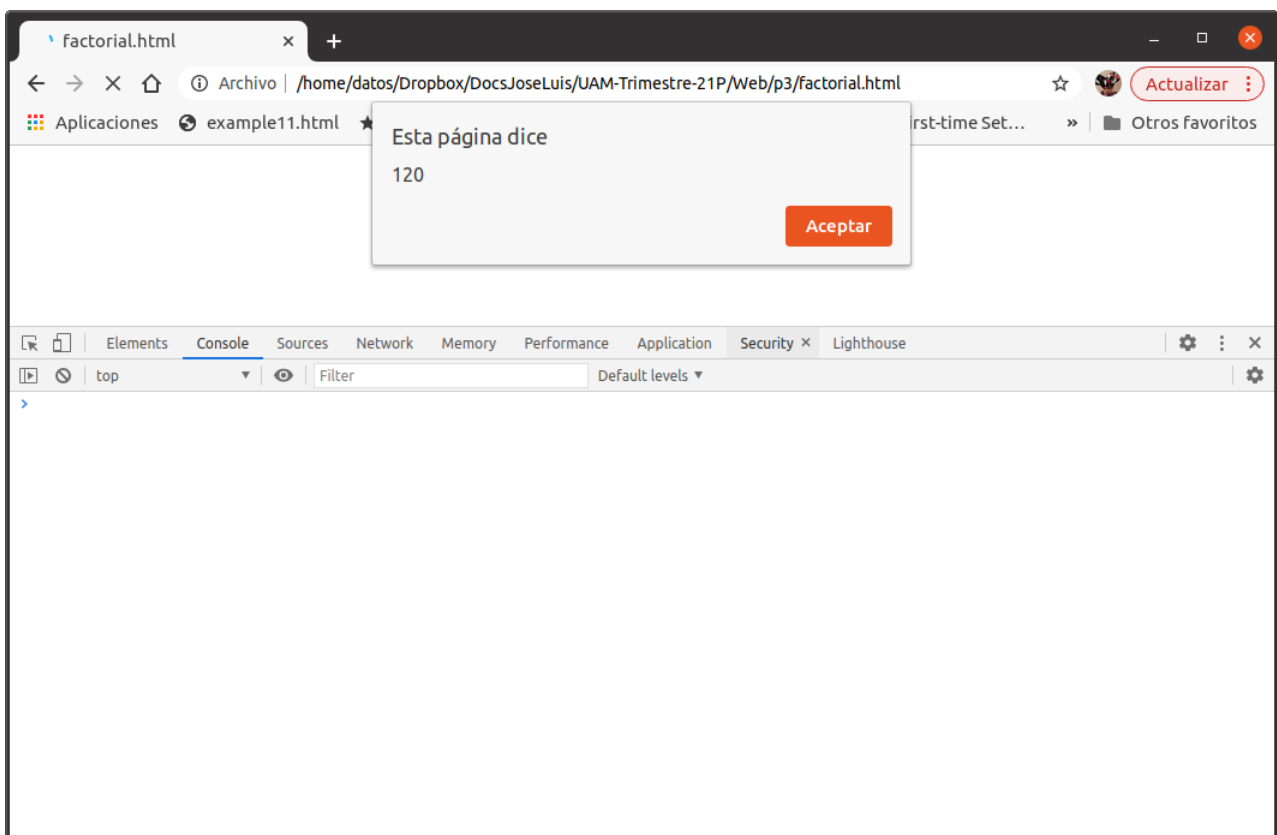 factorial.html
Archivo | /home/datos/Dropbox/DocsJoseLuis/UAM-Trimestre-21P/Web/p3/factorial.html
Actualizar
Aplicaciones example11.html irst-time Set... » Otros favoritos
Esta página dice
120
Aceptar
Elements Console Sources Network Memory Performance Application Security Lighthouse
top Filter Default levels